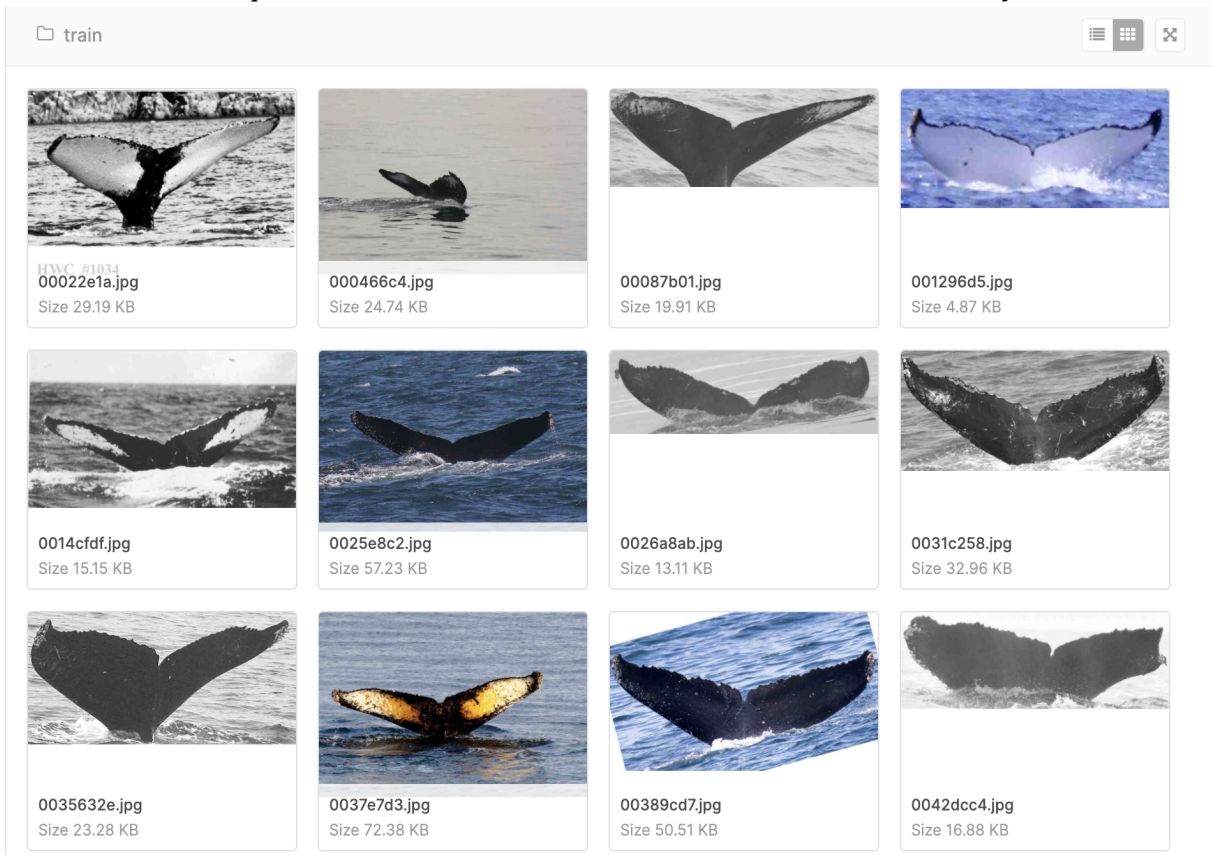 train
HWC #1034
00022e1a.jpg
000466c4.jpg
00087b01.jpg
001296d5.jpg
Size 29.19 KB
Size 24.74 KB
Size 19.91 KB
Size 4.87 KB
0014cfdf.jpg
0025e8c2.jpg
0026a8ab.jpg
0031c258.jpg
Size 15.15 KB
Size 57.23 KB
Size 13.11 KB
Size 32.96 KB
0035632e.jpg
0037e7d3.jpg
00389cd7.jpg
0042dcc4.jpg
Size 23.28 KB
Size 72.38 KB
Size 50.51 KB
Size 16.88 KB